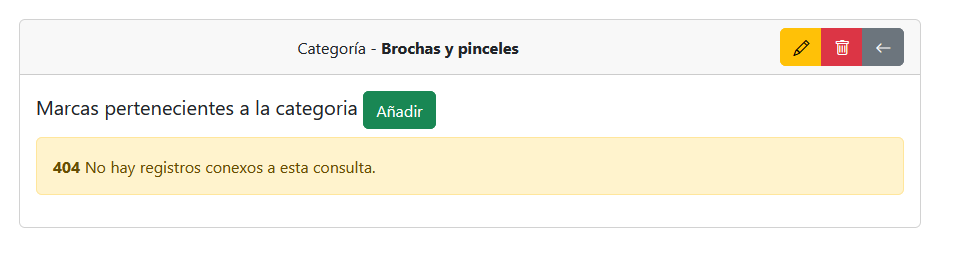 Categoría - Brochas y pinceles
Marcas pertenecientes a la categoria Añadir
404 No hay registros conexos a esta consulta.